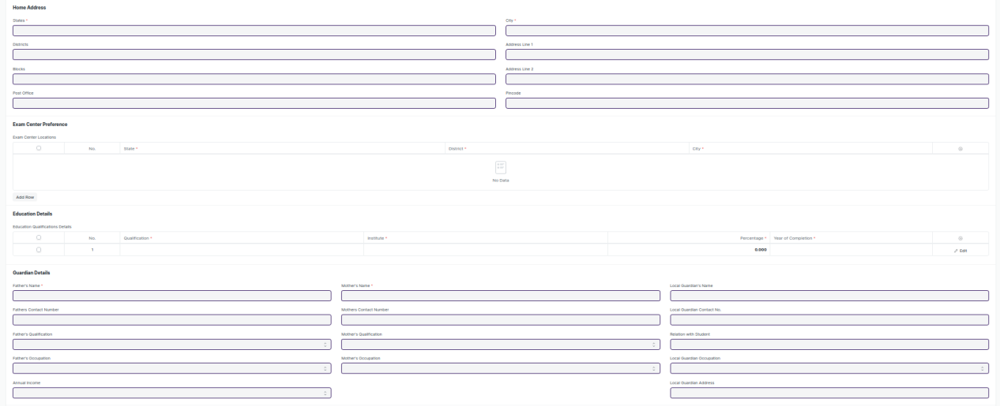 Home Address
States *
City *
Districts
Address Line 1
Blocks
Address Line 2
Post Office
Pincode
Exam Center Preference
Exam Center Locations
No. State * District * City *
No Data
Add Row
Education Details
Education Qualifications Details
No. Qualification * Institute * Percentage * Year of Completion *
1 0.000 Edit
Guardian Details
Father's Name * Mother's Name * Local Guardian's Name
Fathers Contact Number Mothers Contact Number Local Guardian Contact No.
Father's Qualification Mother's Qualification Relation with Student
Father's Occupation Mother's Occupation Local Guardian Occupation
Annual Income Local Guardian Address